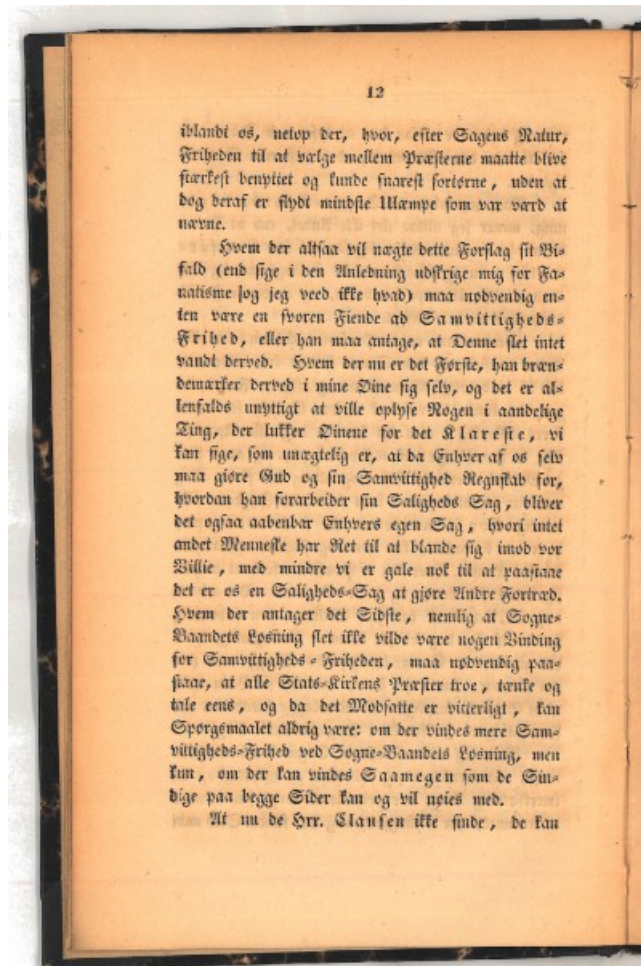 12
iblandt os, netop der, hvor, efter Sagens Natur,
Friheden til at vælge mellem Præsterne maatte blive
stærkest benyttet og kunde snarest fortørne, uden at
dog deraf er flydt mindste Ulæmpe som var værd at
nævne.
Hvem der altsaa vil nægte dette Forslag sit Bi-
fald (end sige i den Anledning udskrige mig for Fa-
natisme og jeg veed ikke hvad) maa nødvendig en-
ten være en svoren Fiende ad Samvittigheds-
Frihed, eller han maa antage, at Denne slet intet
vandt derved. Hvem der nu er det Første, han bræn-
demærker derved i mine Øine sig selv, og det er al-
lenfalds unyttigt at ville oplyse Nogen i aandelige
Ting, der lukker Øinene for det Klareste, vi
kan sige, som unægtelig er, at da Enhver af os selv
maa giøre Gud og sin Samvittighed Regnskab for,
hvordan han forarbeider sin Saligheds Sag, bliver
det ogsaa aabenbar Enhvers egen Sag, hvori intet
andet Menneske har Ret til at blande sig imod vor
Villie, med mindre vi er gale nok til at paastaae
det er os en Saligheds-Sag at gjøre Andre Fortræd.
Hvem der antager det Sidste, nemlig at Sogne-
Baandets Løsning slet ikke vilde være nogen Vinding
for Samvittigheds-Friheden, maa nødvendig paa-
staae, at alle Stats-Kirkens Præster troe, tænke og
tale eens, og da det Modsatte er vitterligt, kan
Spørgsmaalet aldrig være: om der vindes mere Sam-
vittigheds-Frihed ved Sogne-Baandets Løsning, men
kun, om der kan vindes Saamegen som de Sin-
dige paa begge Sider kan og vil nøies med.
At nu de Hrr. Clausen ikke finde, de kan